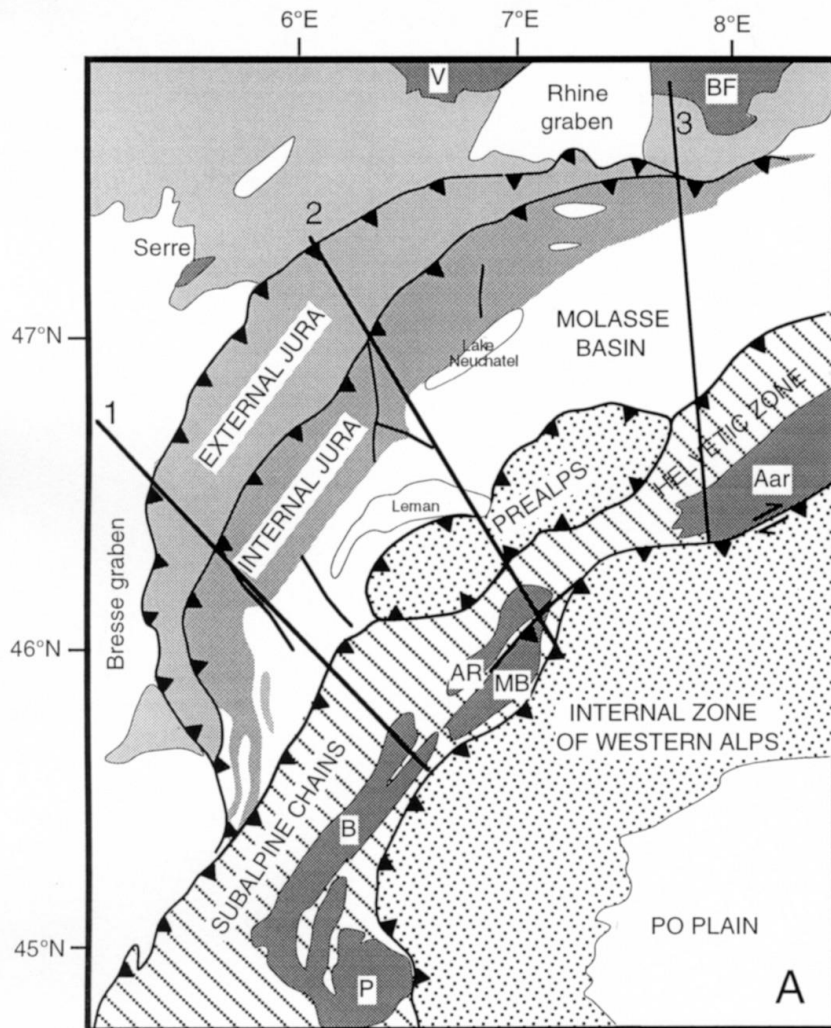 6°E
7°E
8°E
V
BF
Rhine
graben
3
2
Serre
47°N
MOLASSE
BASIN
Lake
Neuchatel
EXTERNAL JURA
1
HELVETIC ZONE
Aar
INTERNAL JURA
PREALPS
Leman
Bresse graben
46°N
AR
MB
INTERNAL ZONE
OF WESTERN ALPS
SUBALPINE CHAINS
B
45°N
PO PLAIN
P
A